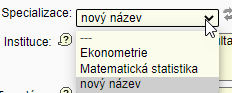 Specializace: nový název
Instituce:
---
Ekonometrie
Matematická statistika
nový název